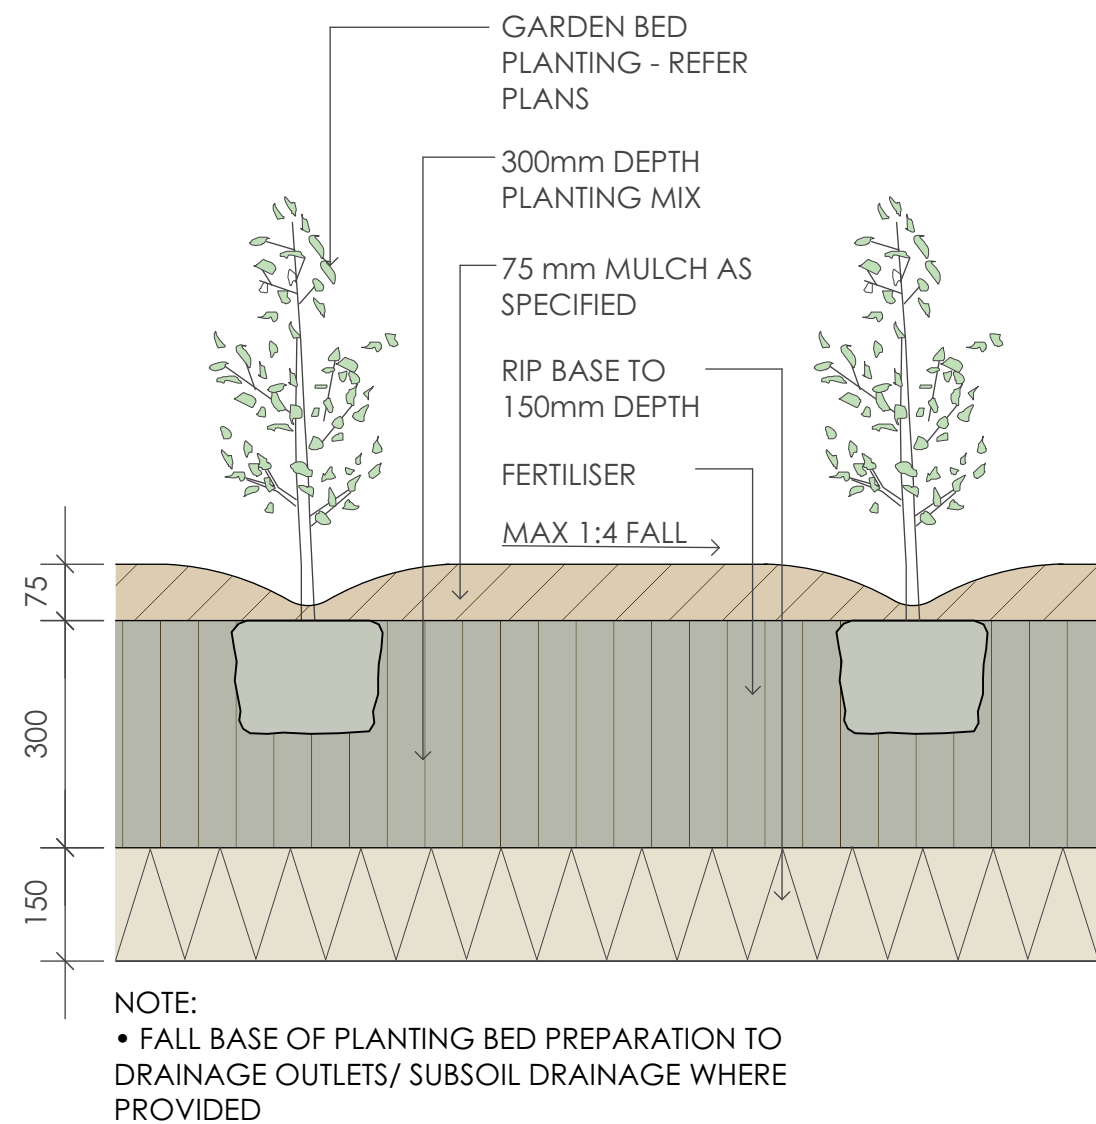 GARDEN BED
PLANTING - REFER
PLANS
300mm DEPTH
PLANTING MIX
75 mm MULCH AS
SPECIFIED
RIP BASE TO
150mm DEPTH
FERTILISER
MAX 1:4 FALL
75
300
150
NOTE:
• FALL BASE OF PLANTING BED PREPARATION TO
DRAINAGE OUTLETS/ SUBSOIL DRAINAGE WHERE
PROVIDED